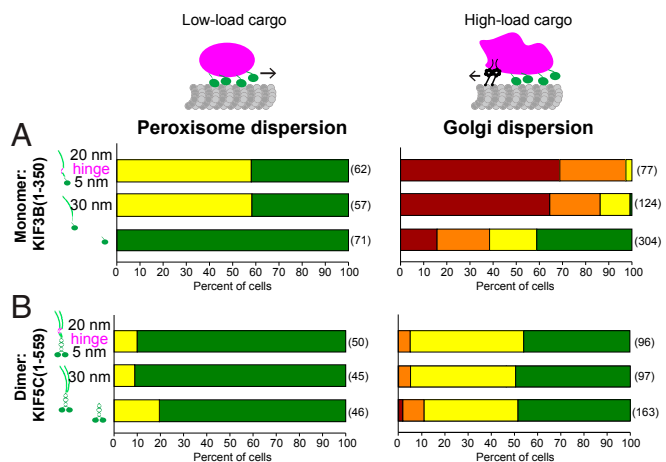 Low-load cargo
High-load cargo
A
Peroxisome dispersion
Golgi dispersion
Monomer:
KIF3B(1-350)
20 nm
hinge
5 nm
30 nm
(62)
(57)
(71)
0 10 20 30 40 50 60 70 80 90 100
Percent of cells
(77)
(124)
(304)
0 10 20 30 40 50 60 70 80 90 100
Percent of cells
B
Dimer:
KIF5C(1-559)
20 nm
hinge
5 nm
30 nm
(50)
(45)
(46)
0 10 20 30 40 50 60 70 80 90 100
Percent of cells
(96)
(97)
(163)
0 10 20 30 40 50 60 70 80 90 100
Percent of cells